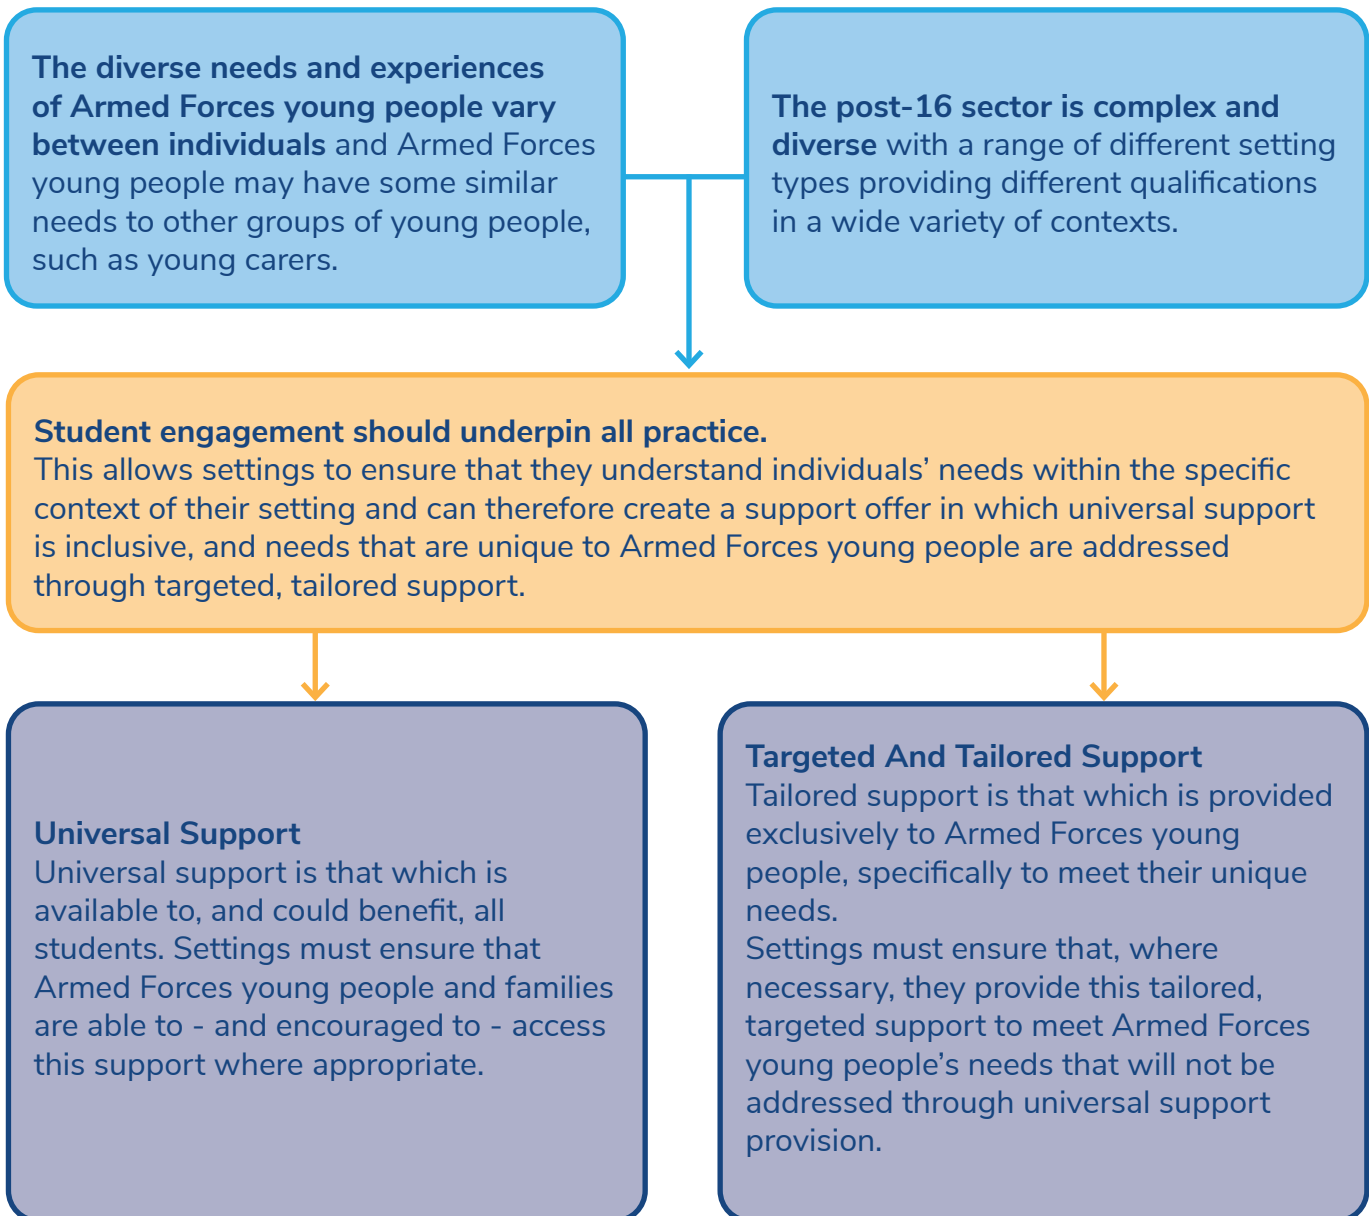 The diverse needs and experiences
of Armed Forces young people vary
between individuals and Armed Forces
young people may have some similar
needs to other groups of young people,
such as young carers.
The post-16 sector is complex and
diverse with a range of different setting
types providing different qualifications
in a wide variety of contexts.
Student engagement should underpin all practice.
This allows settings to ensure that they understand individuals’ needs within the specific
context of their setting and can therefore create a support offer in which universal support
is inclusive, and needs that are unique to Armed Forces young people are addressed
through targeted, tailored support.
Universal Support
Universal support is that which is
available to, and could benefit, all
students. Settings must ensure that
Armed Forces young people and families
are able to - and encouraged to - access
this support where appropriate.
Targeted And Tailored Support
Tailored support is that which is provided
exclusively to Armed Forces young
people, specifically to meet their unique
needs.
Settings must ensure that, where
necessary, they provide this tailored,
targeted support to meet Armed Forces
young people’s needs that will not be
addressed through universal support
provision.